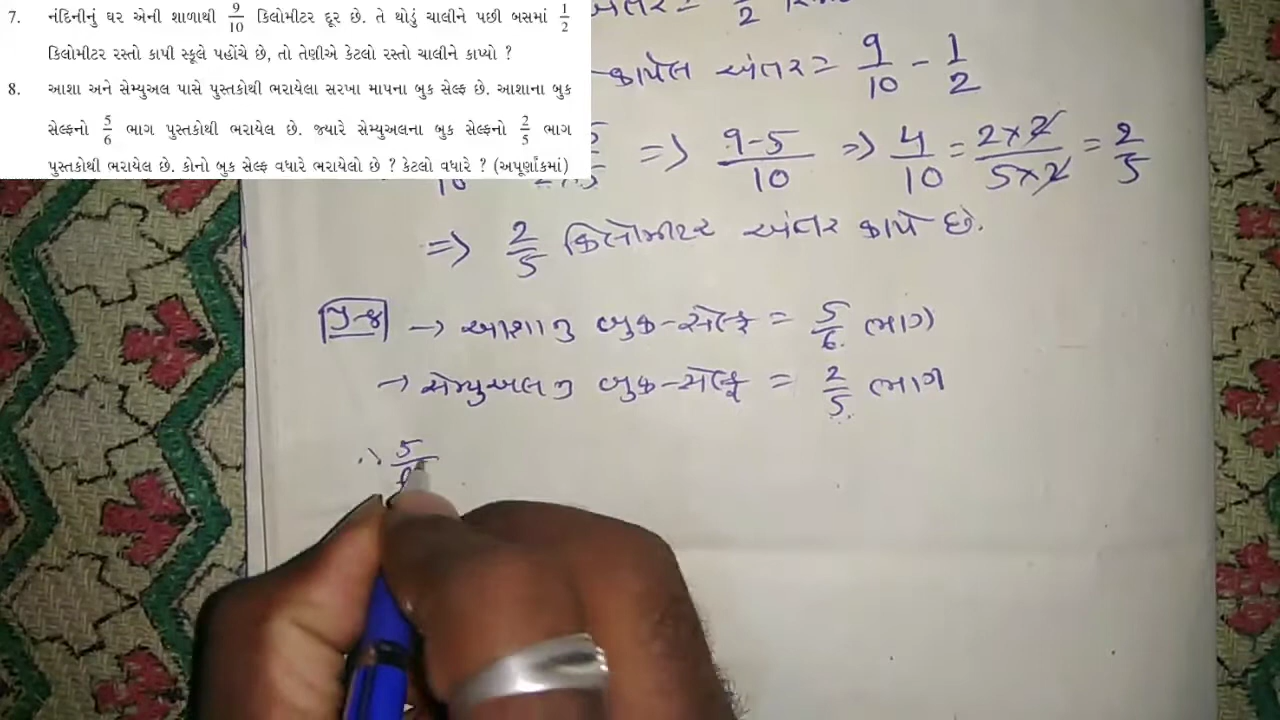 7. નંદિનીનું ઘર એની શાળાથી 9/10 કિલોમીટર દૂર છે. તે થોડું ચાલીને પછી બસમાં 1/2
કિલોમીટર રસ્તો કાપી સ્કૂલે પહોંચે છે, તો તેણીએ કેટલો રસ્તો ચાલીને કાપ્યો ?
8. આશા અને સેમ્યુઅલ પાસે પુસ્તકોથી ભરાયેલા સરખા માપના બુક સેલ્ફ છે. આશાના બુક
સેલ્ફનો 5/6 ભાગ પુસ્તકોથી ભરાયેલ છે. જ્યારે સેમ્યુઅલના બુક સેલ્ફનો 2/5 ભાગ
પુસ્તકોથી ભરાયેલ છે. કોનો બુક સેલ્ફ વધારે ભરાયેલો છે ? કેટલો વધારે ? (અપૂર્ણાંકમાં)
કાપેલ અંતર = 9/10 - 1/2
=> 9-5/10 => 4/10 = 2×2/5×2 = 2/5
=> 2/5 કિલોમીટર અંતર કાપે છે.
પ્ર-8 → આશાનુ બુક-સેલ્ફ = 5/6 ભાગ
→ સેમ્યુઅલનુ બુક-સેલ્ફ = 2/5 ભાગ
∴ 5